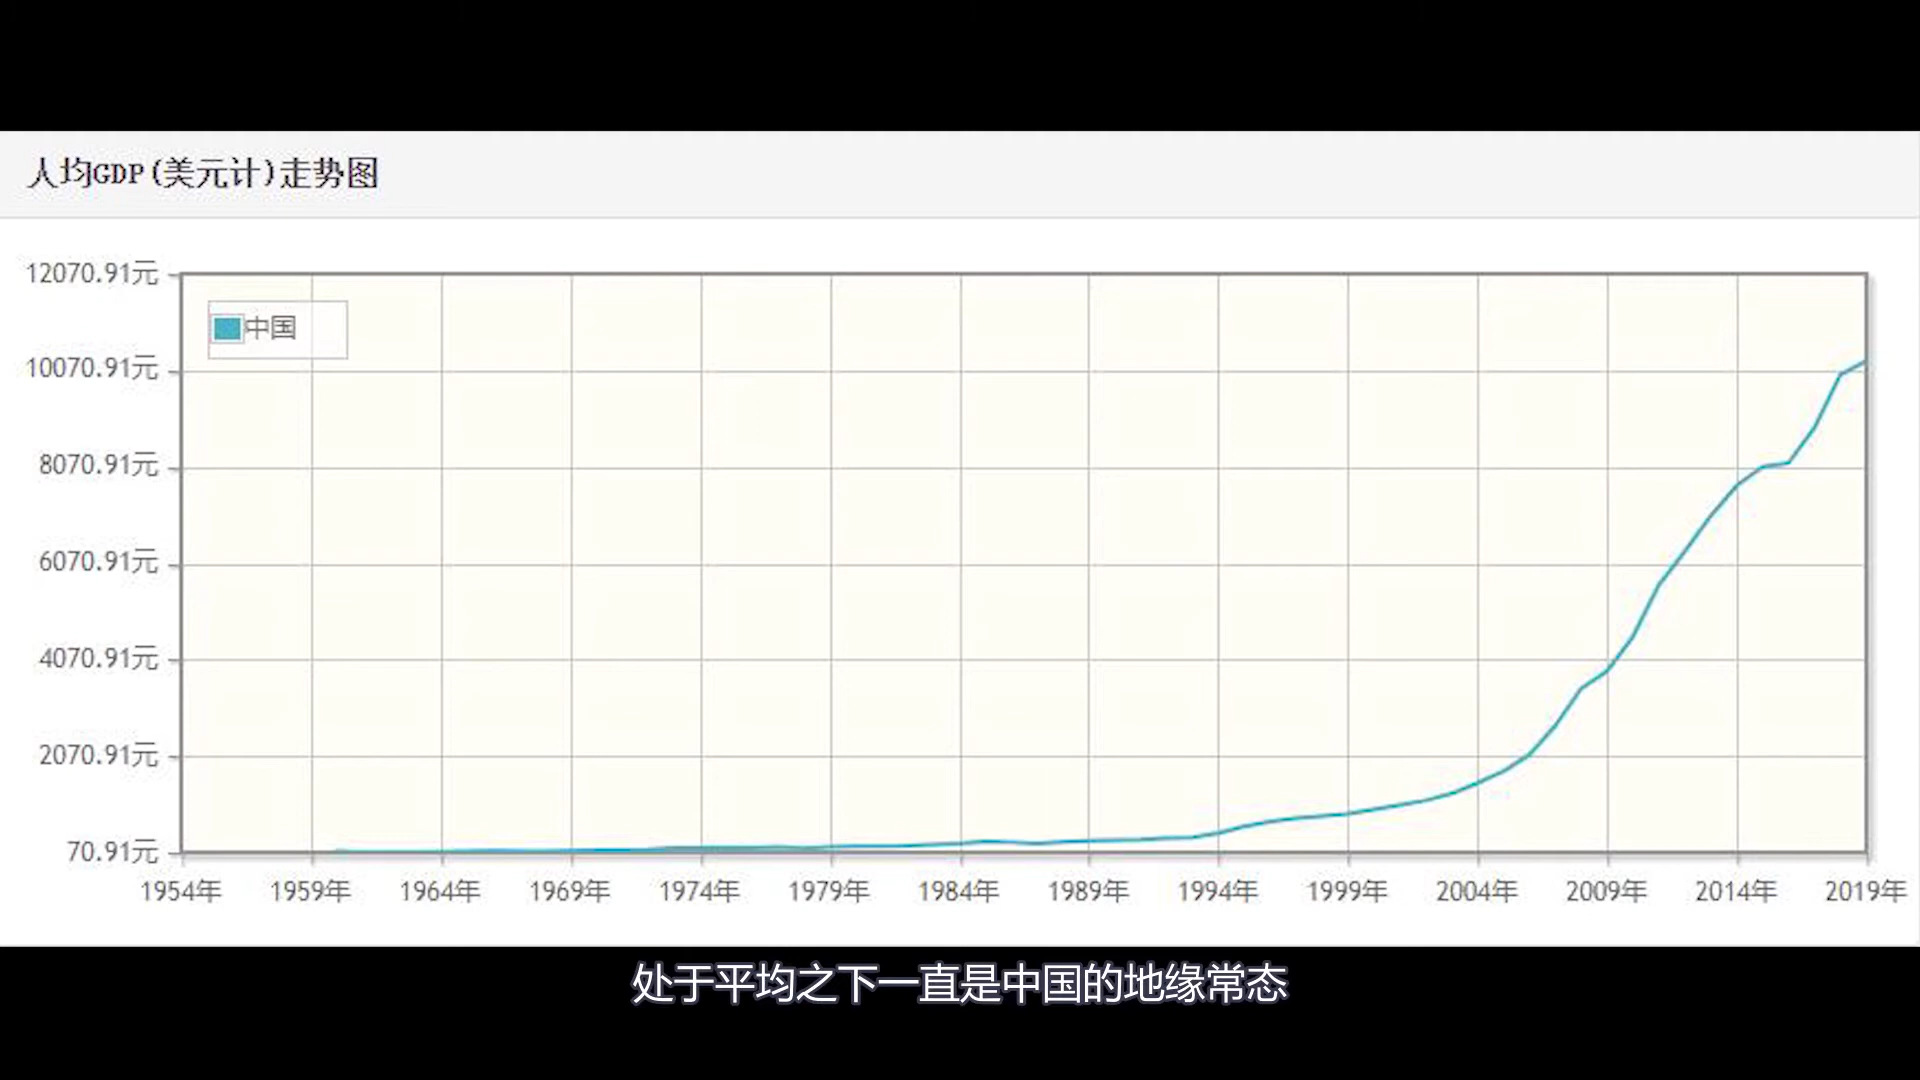 人均GDP(美元计)走势图
12070.91元
中国
10070.91元
8070.91元
6070.91元
4070.91元
2070.91元
70.91元
1954年 1959年 1964年 1969年 1974年 1979年 1984年 1989年 1994年 1999年 2004年 2009年 2014年 2019年
处于平均之下一直是中国的地缘常态